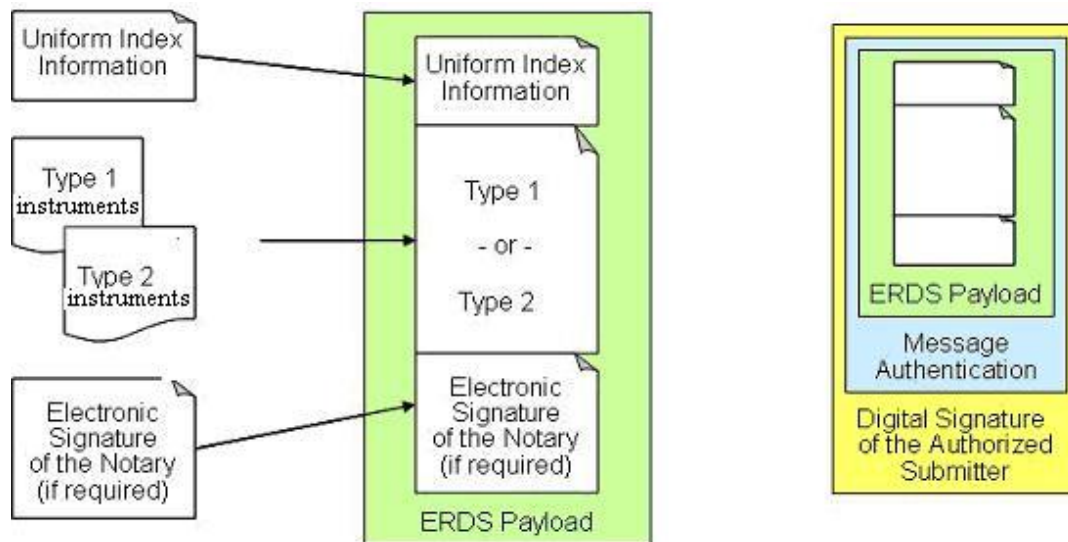 Uniform Index
Information
Type 1
instruments
Type 2
instruments
Electronic
Signature
of the Notary
(if required)
Uniform Index
Information
Type 1
- or -
Type 2
Electronic
Signature
of the Notary
(if required)
ERDS Payload
ERDS Payload
Message
Authentication
Digital Signature
of the Authorized
Submitter